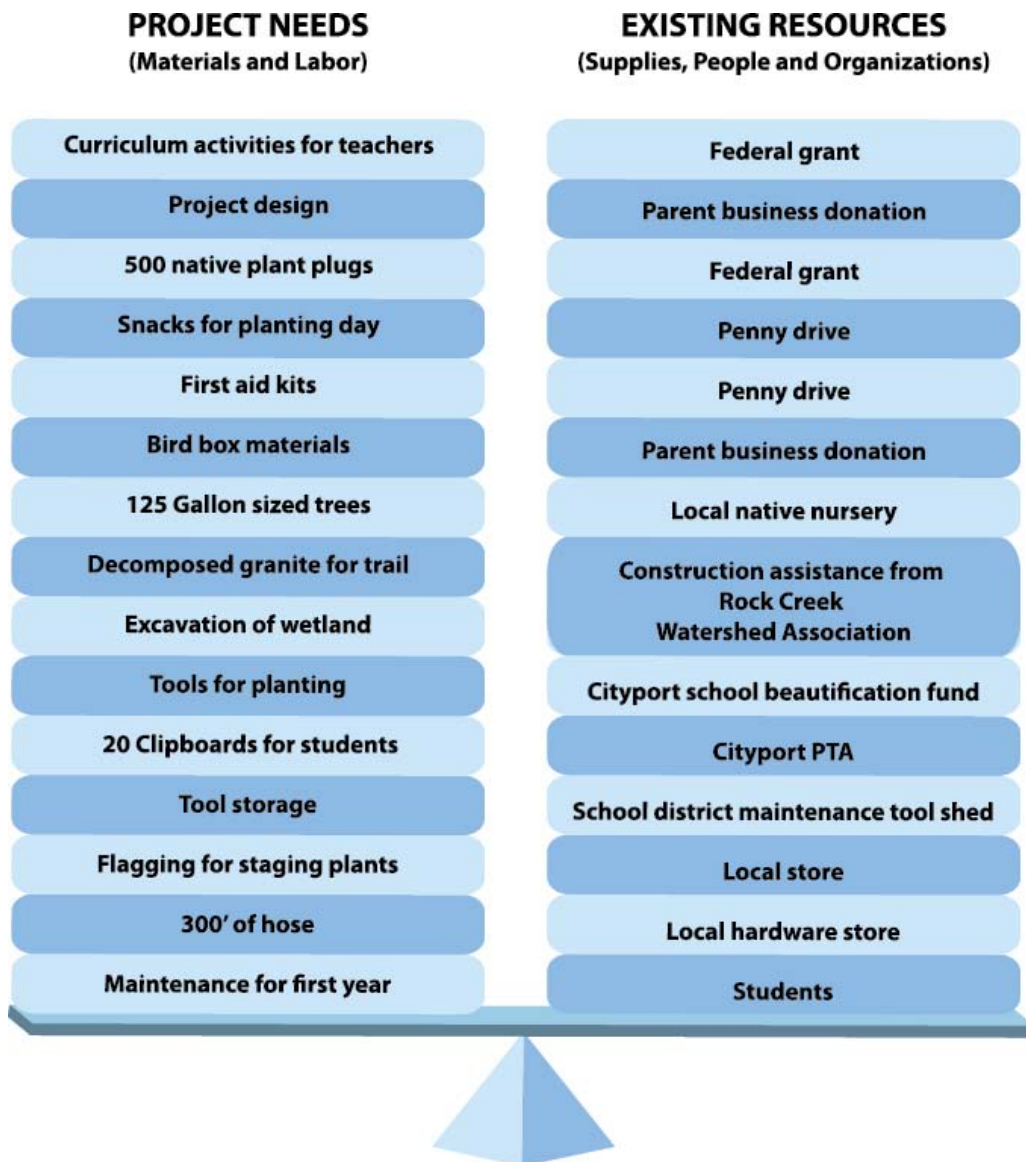 PROJECT NEEDS
(Materials and Labor)
Curriculum activities for teachers
Project design
500 native plant plugs
Snacks for planting day
First aid kits
Bird box materials
125 Gallon sized trees
Decomposed granite for trail
Excavation of wetland
Tools for planting
20 Clipboards for students
Tool storage
Flagging for staging plants
300’ of hose
Maintenance for first year
EXISTING RESOURCES
(Supplies, People and Organizations)
Federal grant
Parent business donation
Federal grant
Penny drive
Penny drive
Parent business donation
Local native nursery
Construction assistance from
Rock Creek
Watershed Association
Cityport school beautification fund
Cityport PTA
School district maintenance tool shed
Local store
Local hardware store
Students